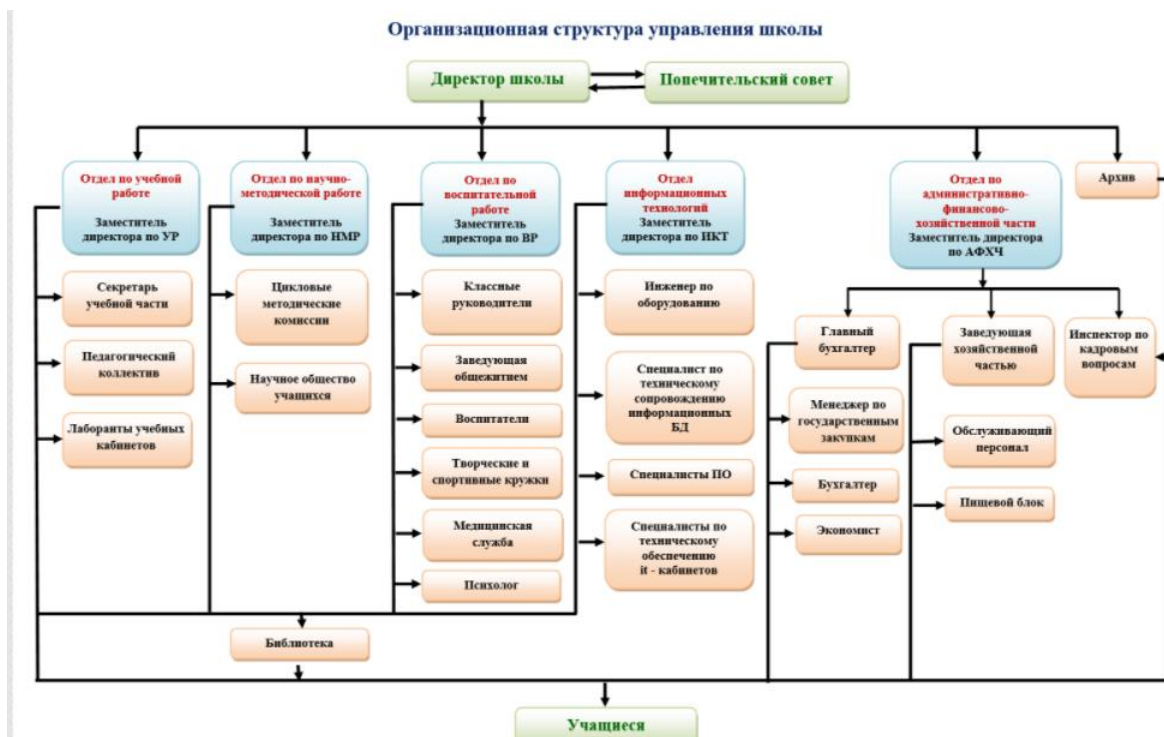 Организационная структура управления школы
Директор школы
Попечительский совет
Отдел по учебной
работе
Заместитель
директора по УР
Отдел по научно-
методической работе
Заместитель
директора по НМР
Отдел по
воспитательной
работе
Заместитель
директора по ВР
Отдел
информационных
технологий
Заместитель
директора по ИКТ
Отдел по
административно-
финансово-
хозяйственной части
Заместитель директора
по АФХЧ
Архив
Секретарь
учебной части
Педагогический
коллектив
Лаборанты учебных
кабинетов
Цикловые
методические
комиссии
Научное общество
учащихся
Классные
руководители
Заведующая
общежитием
Воспитатели
Творческие и
спортивные кружки
Медицинская
служба
Психолог
Инженер по
оборудованию
Специалист по
техническому
сопровождению
информационных
БД
Специалисты ПО
Специалисты по
техническому
обеспечению
it - кабинетов
Главный
бухгалтер
Менеджер по
государственным
закупкам
Бухгалтер
Экономист
Заведующая
хозяйственной
частью
Обслуживающий
персонал
Пищевой блок
Инспектор по
кадровым
вопросам
Библиотека
Учащиеся